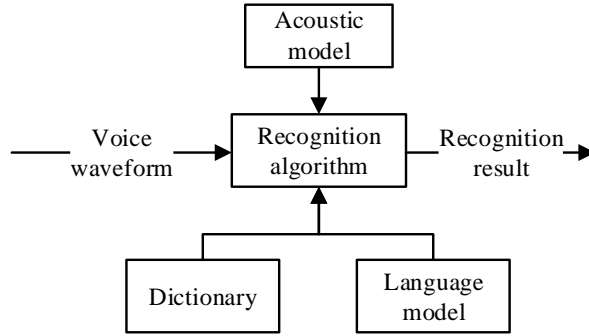 Acoustic
model
Voice
waveform
Recognition
algorithm
Recognition
result
Dictionary
Language
model